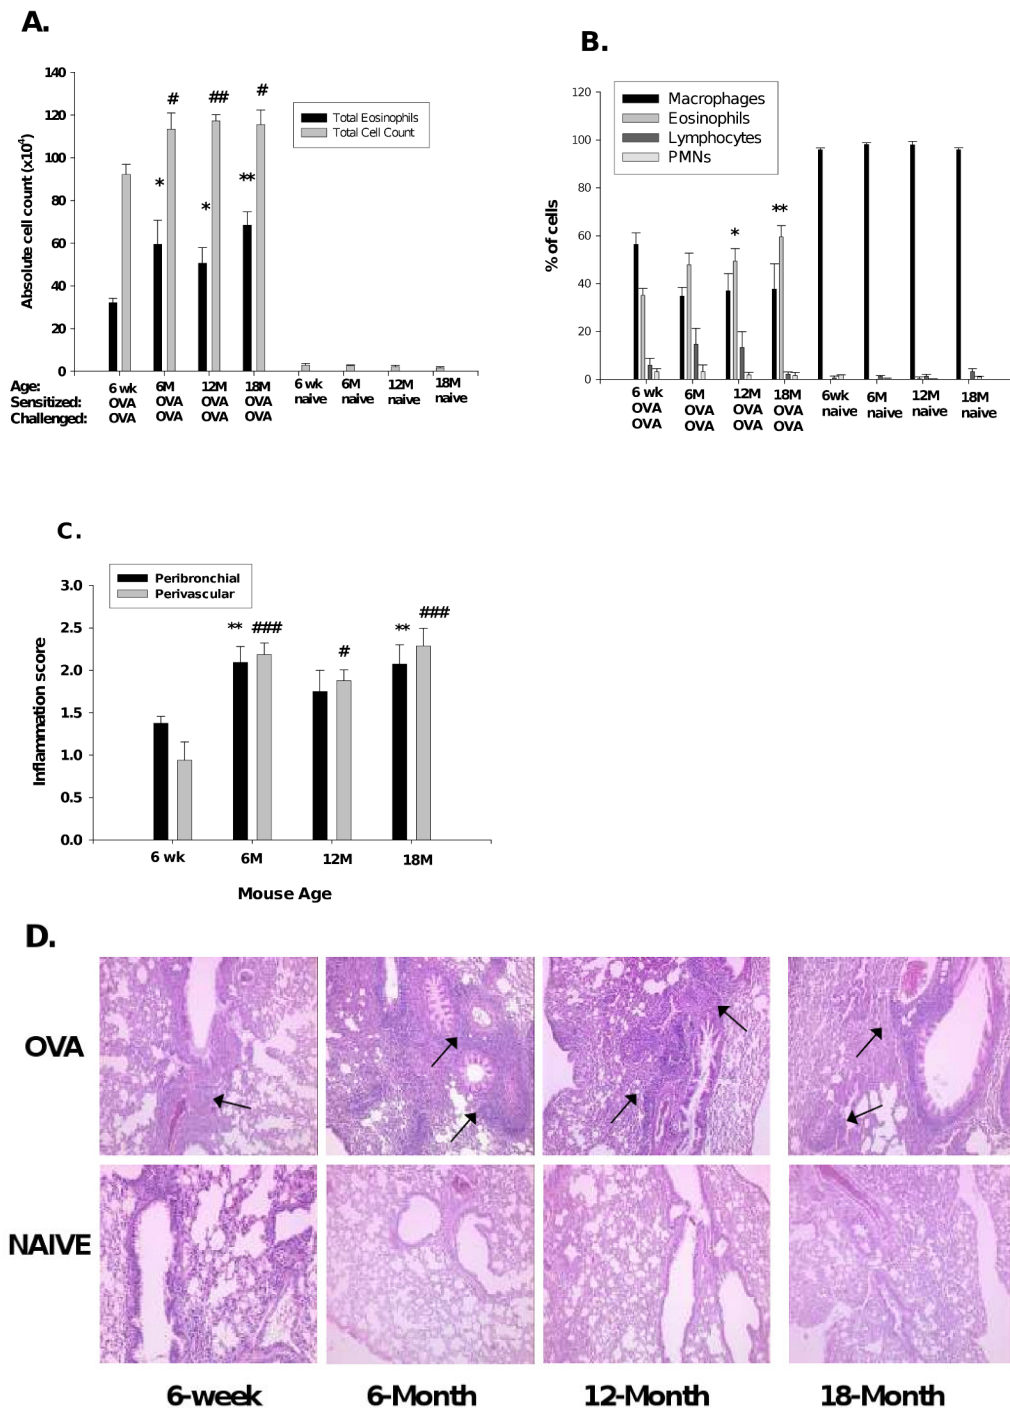 A.
140
120
100
80
60
40
20
0
Absolute cell count (x10⁴)
Total Eosinophils
Total Cell Count
*
#
*
##
**
#
Age: 6 wk 6M 12M 18M 6 wk 6M 12M 18M
Sensitized: OVA OVA OVA OVA naive naive naive naive
Challenged: OVA OVA OVA OVA
B.
120
100
80
60
40
20
0
% of cells
Macrophages
Eosinophils
Lymphocytes
PMNs
*
**
6 wk 6M 12M 18M 6wk 6M 12M 18M
OVA OVA OVA OVA naive naive naive naive
OVA OVA OVA OVA
C.
3.0
2.5
2.0
1.5
1.0
0.5
0.0
Inflammation score
Peribronchial
Perivascular
** ###
#
** ###
6 wk 6M 12M 18M
Mouse Age
D.
OVA
NAIVE
6-week 6-Month 12-Month 18-Month